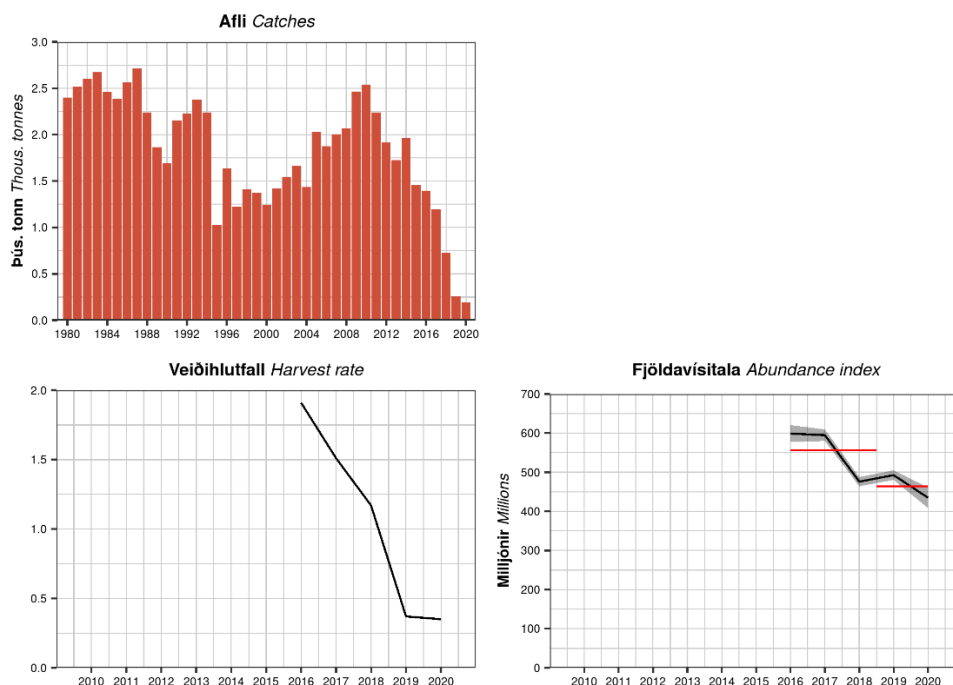 Afli Catches
Þús. tonn Thous. tonnes
3.0
2.5
2.0
1.5
1.0
0.5
0.0
1980 1984 1988 1992 1996 2000 2004 2008 2012 2016 2020
Veiðihlutfall Harvest rate
2.0
1.5
1.0
0.5
0.0
2010 2011 2012 2013 2014 2015 2016 2017 2018 2019 2020
Fjöldavísitala Abundance index
Milljónir Millions
700
600
500
400
300
200
100
0
2010 2011 2012 2013 2014 2015 2016 2017 2018 2019 2020